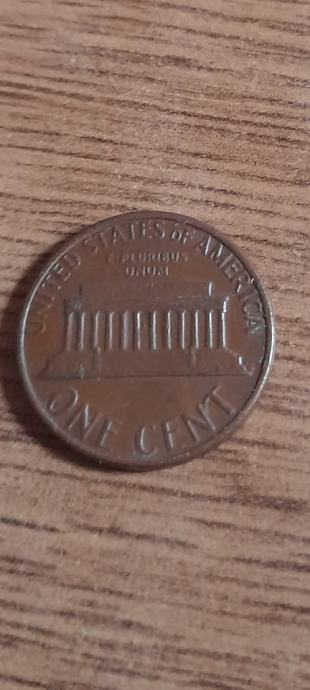 UNITED STATES OF AMERICA
E PLURIBUS
UNUM
ONE CENT